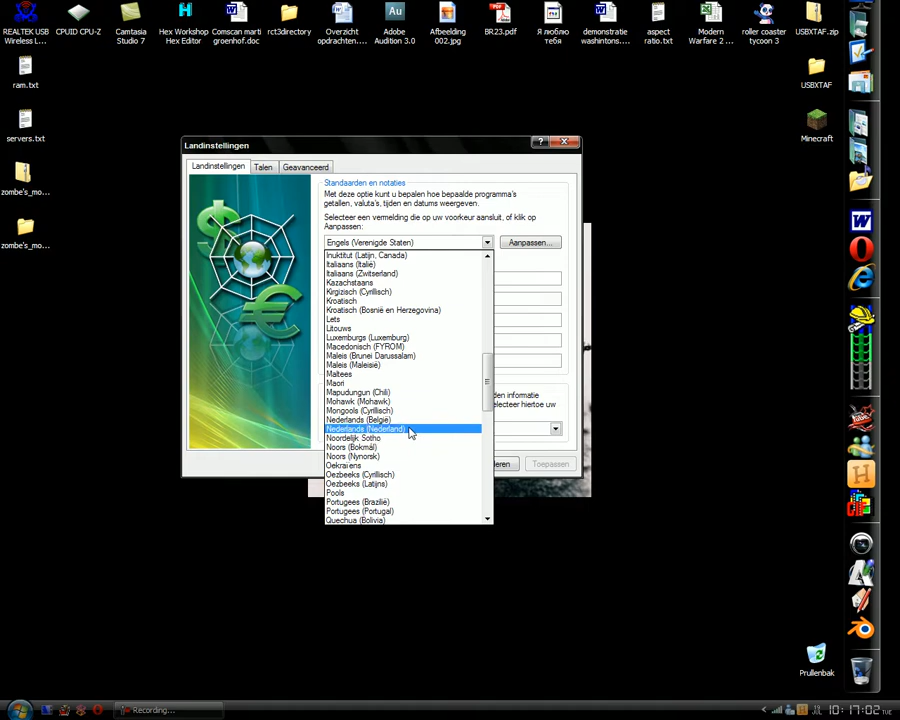 REALTEK USB Wireless L...
CPUID CPU-Z
Camtasia Studio 7
Hex Workshop Hex Editor
Comscan marti groenhof.doc
rct3directory
Overzicht opdrachten....
Adobe Audition 3.0
Afbeelding 002.jpg
BR23.pdf
Я люблю тебя
demonstratie washintons....
aspect ratio.txt
Modern Warfare 2 ...
roller coaster tycoon 3
USBXTAF.zip
ram.txt
USBXTAF
servers.txt
Minecraft
zombe's_mo...
zombe's_mo...
Landinstellingen
Landinstellingen
Talen
Geavanceerd
Standaarden en notaties
Met deze optie kunt u bepalen hoe bepaalde programma's
getallen, valuta's, tijden en datums weergeven.
Selecteer een vermelding die op uw voorkeur aansluit, of klik op
Aanpassen:
Engels (Verenigde Staten)
Aanpassen...
Inuktitut (Latijn, Canada)
Italiaans (Italië)
Italiaans (Zwitserland)
Kazachstaans
Kirgizisch (Cyrillisch)
Kroatisch
Kroatisch (Bosnië en Herzegovina)
Lets
Litouws
Luxemburgs (Luxemburg)
Macedonisch (FYROM)
Maleis (Brunei Darussalam)
Maleis (Maleisië)
Maltees
Maori
Mapudungun (Chili)
Mohawk (Mohawk)
Mongools (Cyrillisch)
Nederlands (België)
Nederlands (Nederland)
Noordelijk Sotho
Noors (Bokmål)
Noors (Nynorsk)
Oekraïens
Oezbeeks (Cyrillisch)
Oezbeeks (Latijns)
Pools
Portugees (Brazilië)
Portugees (Portugal)
Quechua (Bolivia)
den informatie
selecteer hiertoe uw
leren
Toepassen
Prullenbak
Recording...
10:17:02